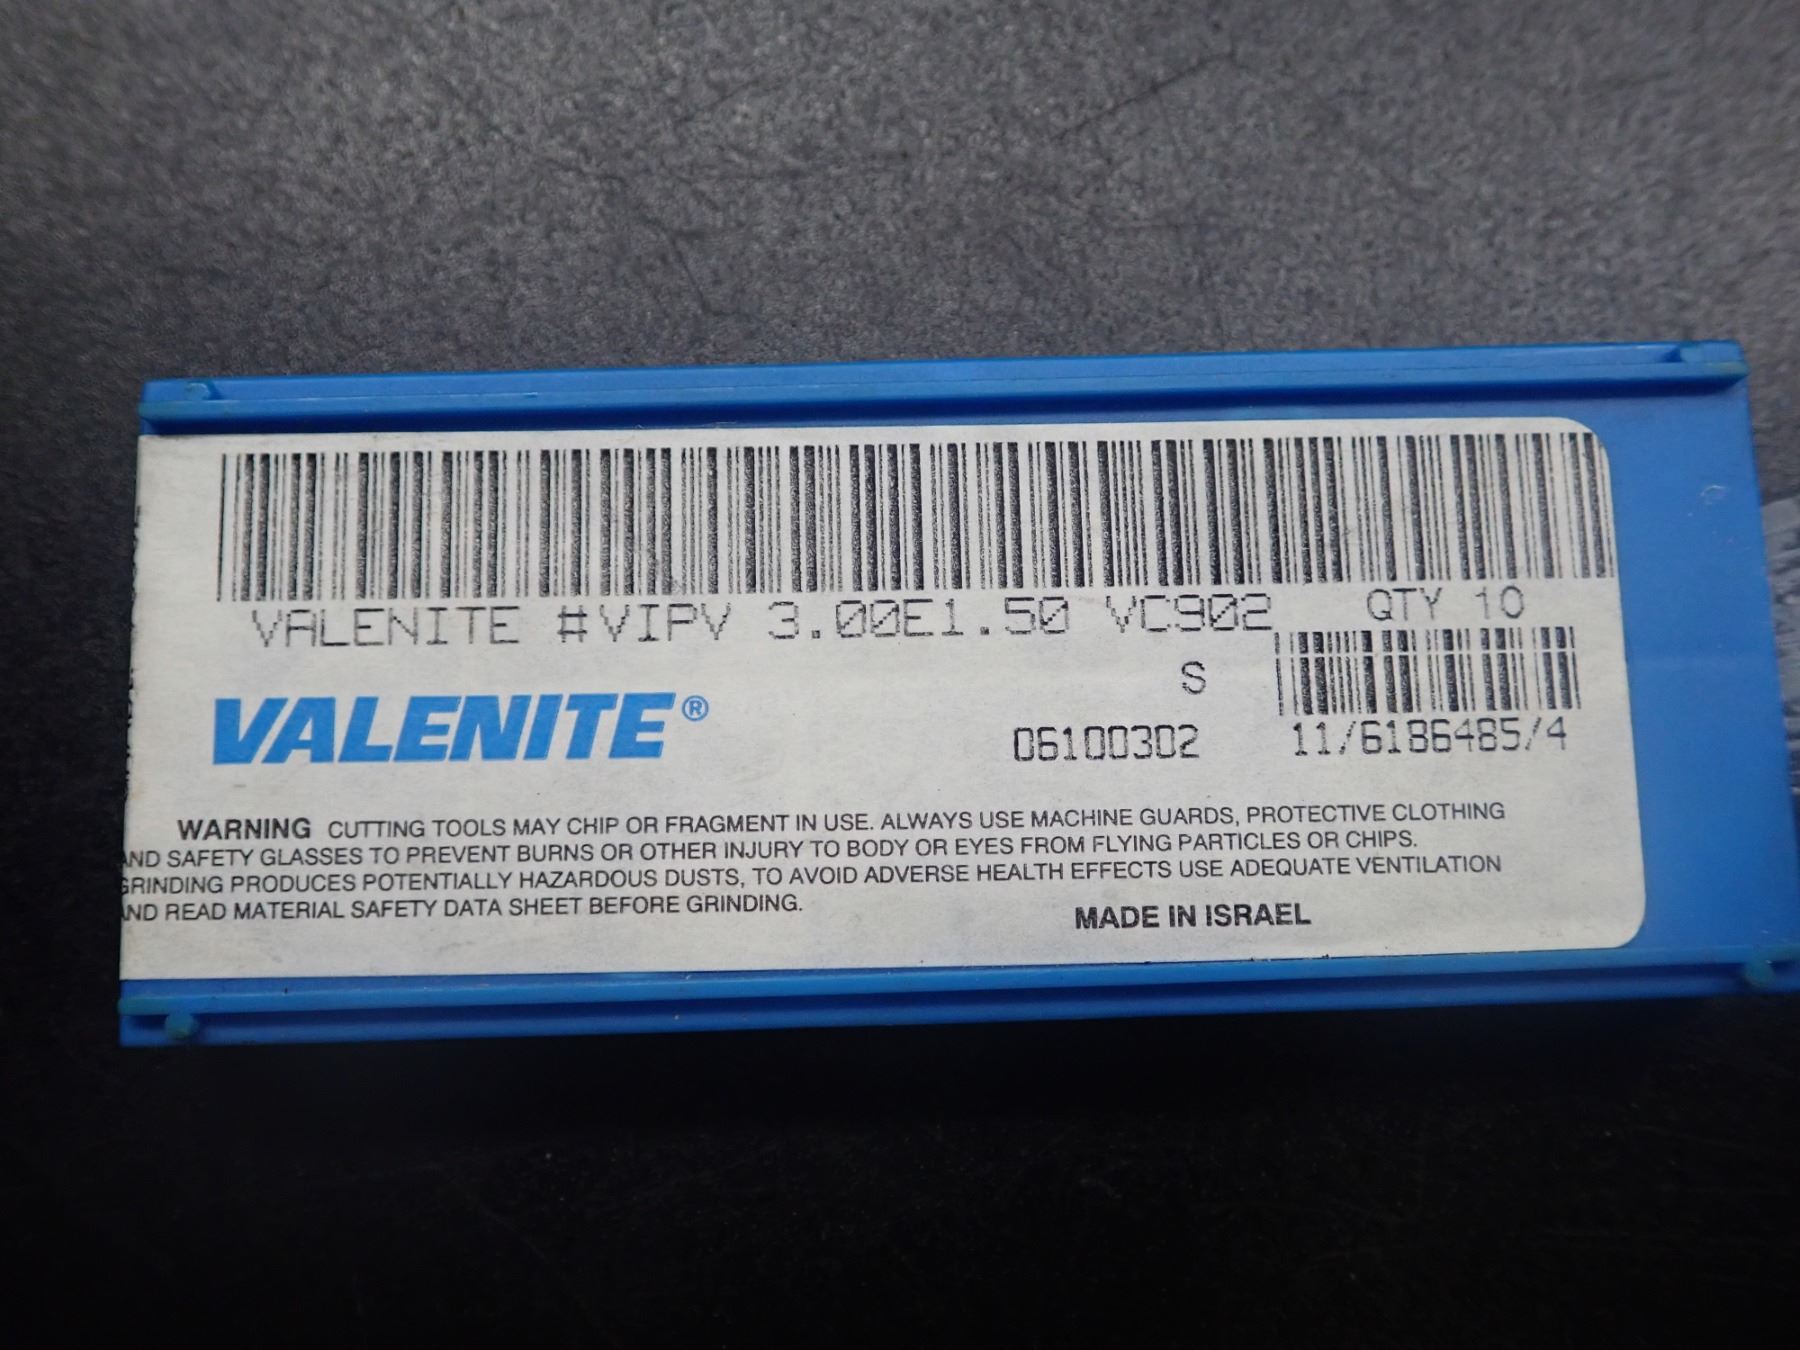 VALENITE #VIPV 3.00E1.50 VC902 QTY 10
S
VALENITE® 06100302 11/6186485/4
WARNING CUTTING TOOLS MAY CHIP OR FRAGMENT IN USE. ALWAYS USE MACHINE GUARDS, PROTECTIVE CLOTHING
AND SAFETY GLASSES TO PREVENT BURNS OR OTHER INJURY TO BODY OR EYES FROM FLYING PARTICLES OR CHIPS.
GRINDING PRODUCES POTENTIALLY HAZARDOUS DUSTS, TO AVOID ADVERSE HEALTH EFFECTS USE ADEQUATE VENTILATION
AND READ MATERIAL SAFETY DATA SHEET BEFORE GRINDING.
MADE IN ISRAEL